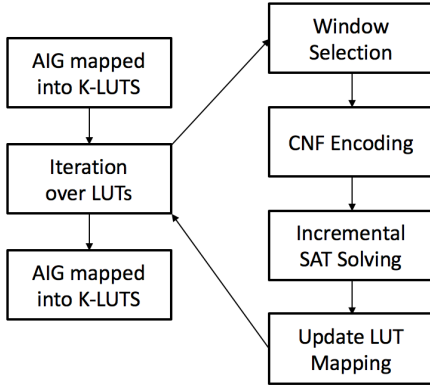 AIG mapped
into K-LUTS
Iteration
over LUTs
AIG mapped
into K-LUTS
Window
Selection
CNF Encoding
Incremental
SAT Solving
Update LUT
Mapping